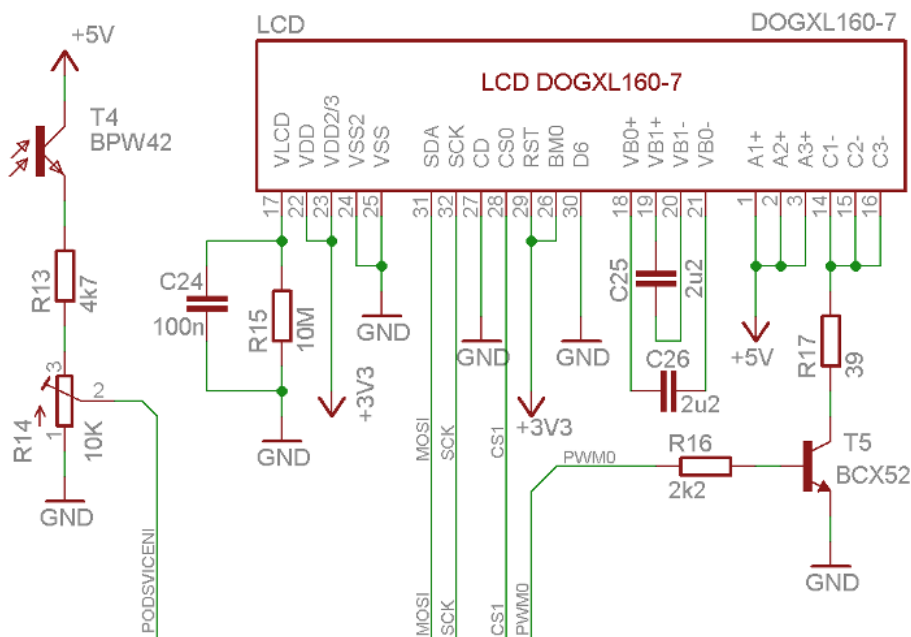 LCD
DOGXL160-7
+5V
LCD DOGXL160-7
T4
BPW42
VLCD
VDD
VDD2/3
VSS2
VSS
SDA
SCK
CD
CS0
RST
BM0
D6
VB0+
VB1+
VB1-
VB0-
A1+
A2+
A3+
C1-
C2-
C3-
17
22
23
24
25
31
32
27
28
29
26
30
18
19
20
21
1
2
3
14
15
16
R13
4k7
C24
100n
R15
10M
GND
GND
GND
C25
2u2
+5V
R17
39
C26
2u2
3
2
1
R14
10K
+3V3
+3V3
GND
GND
MOSI
SCK
CS1
PWM0
R16
2k2
T5
BCX52
GND
PODSVICENI
MOSI
SCK
CS1
PWM0